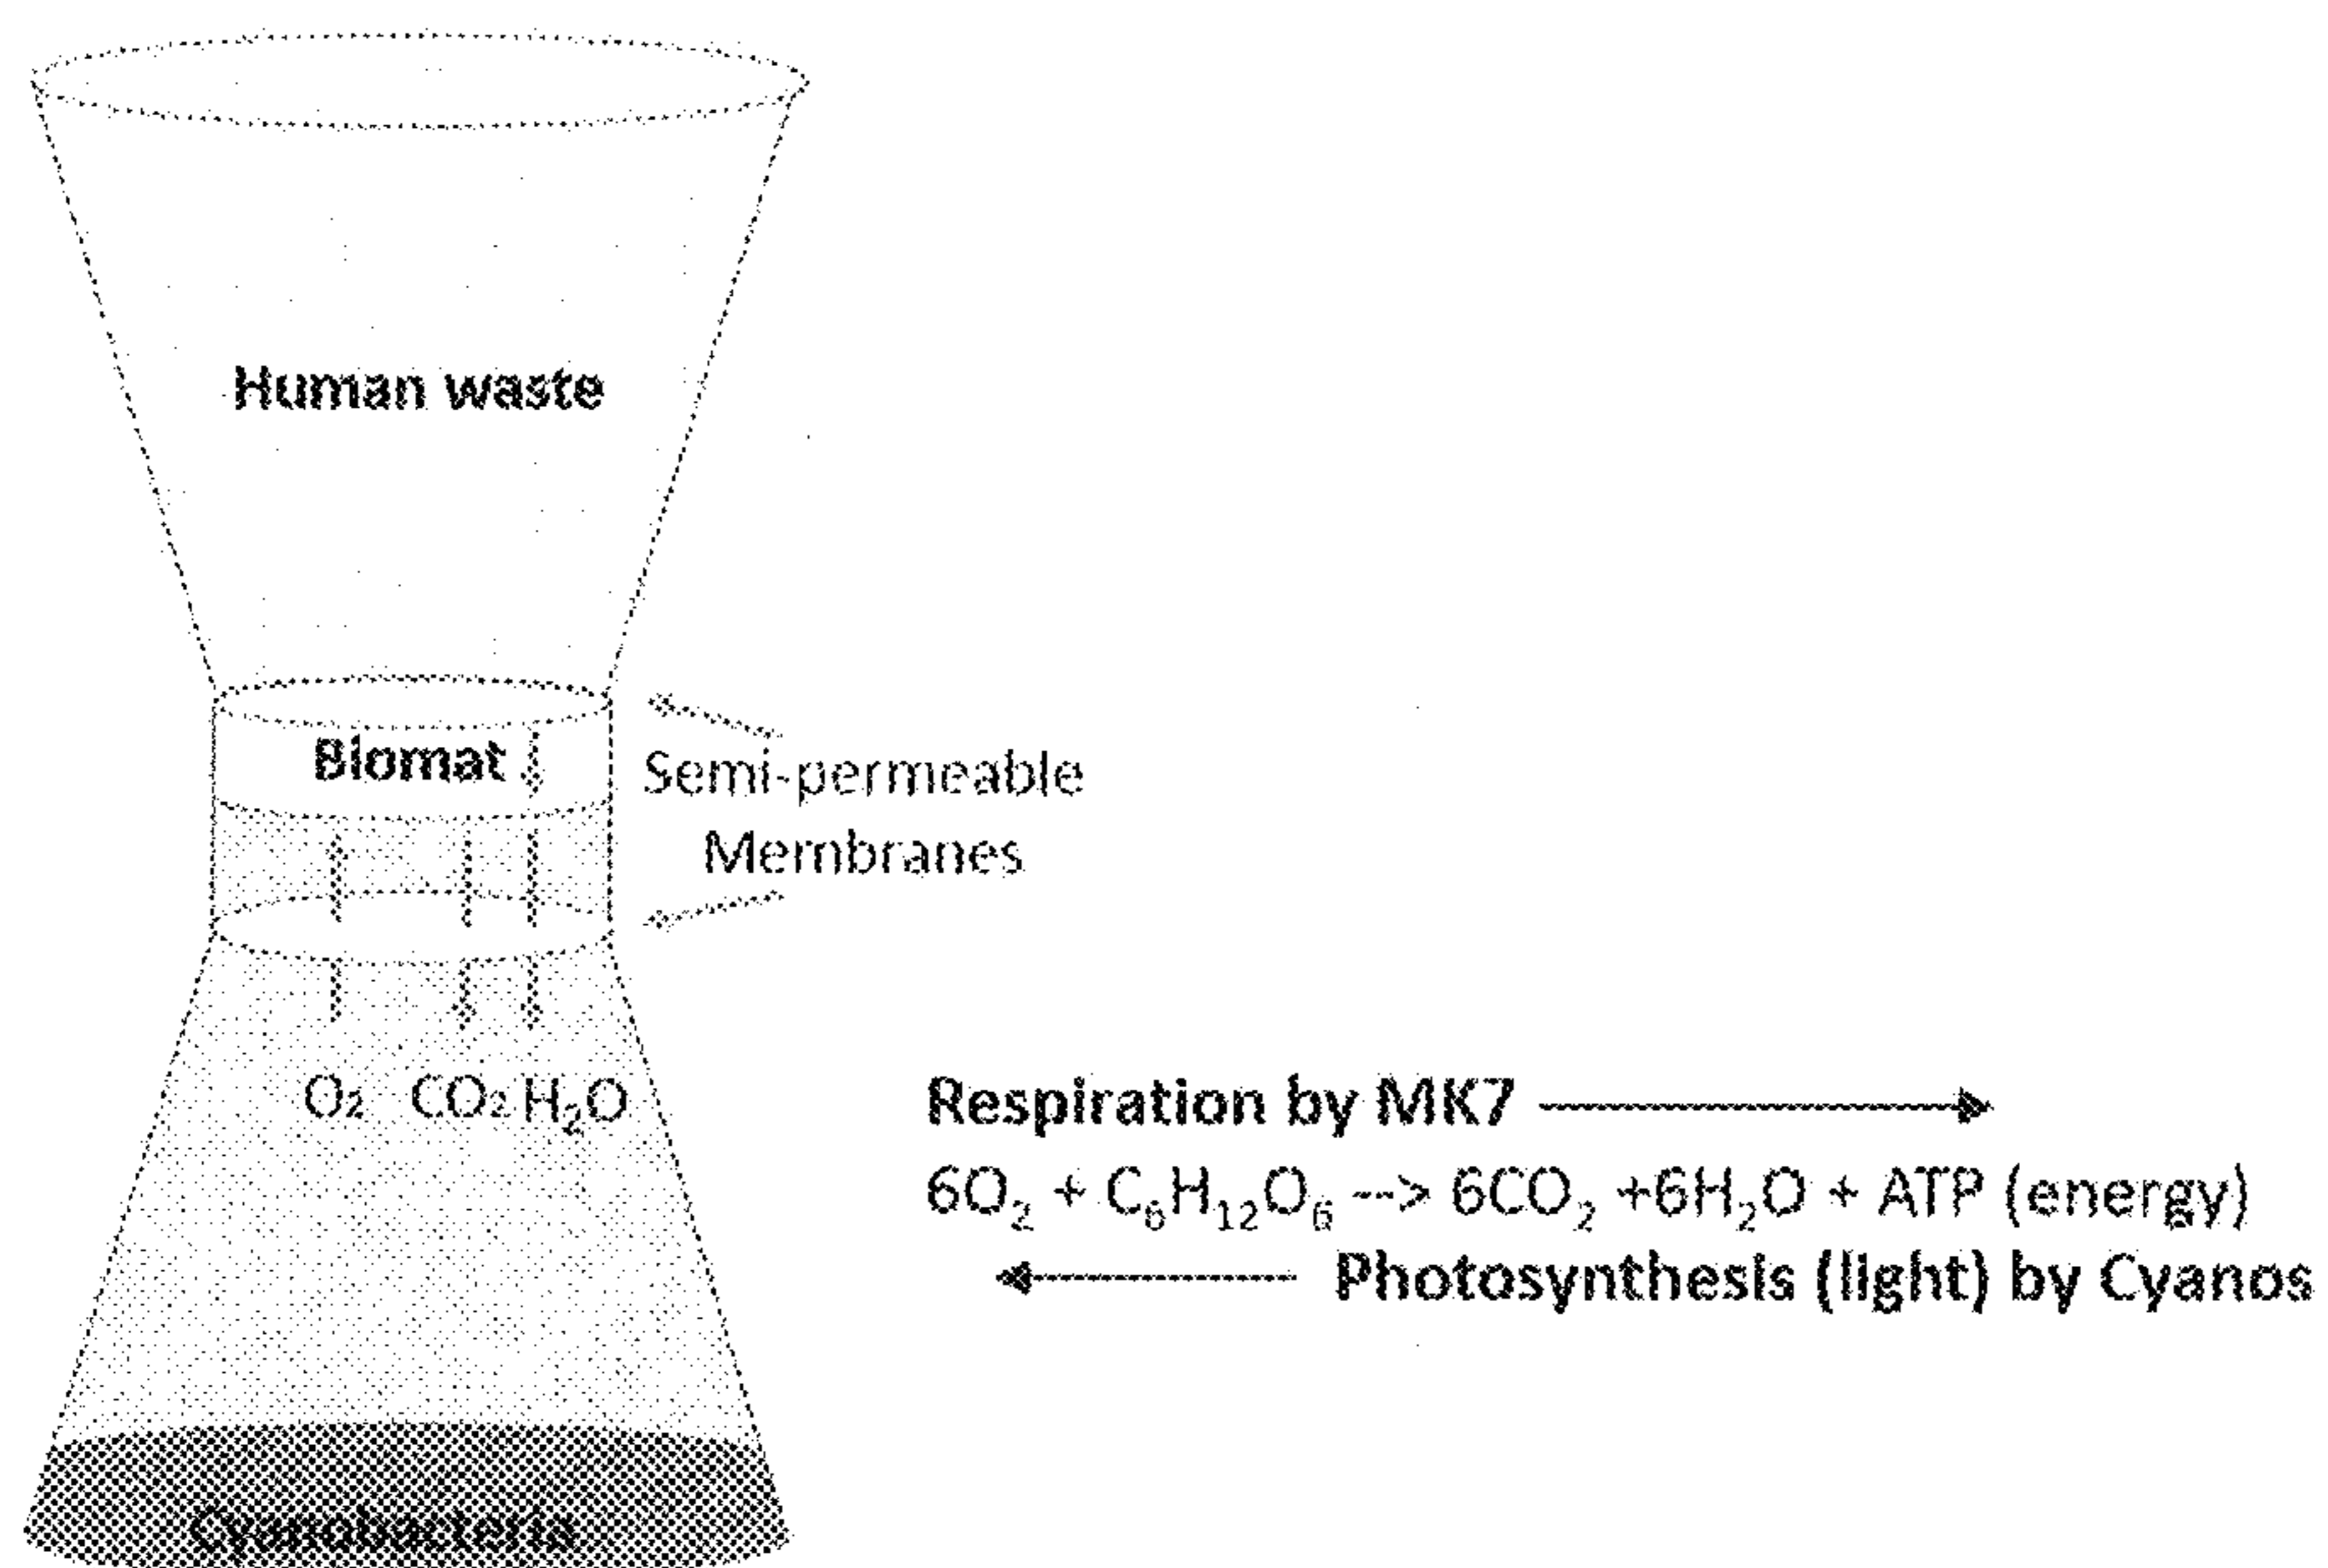 Human waste
Biomat
Semi-permeable
Membranes
O₂ CO₂ H₂O
Respiration by MK7
6O₂ + C₆H₁₂O₆ --> 6CO₂ +6H₂O + ATP (energy)
Photosynthesis (light) by Cyanos
Cyanobacteria